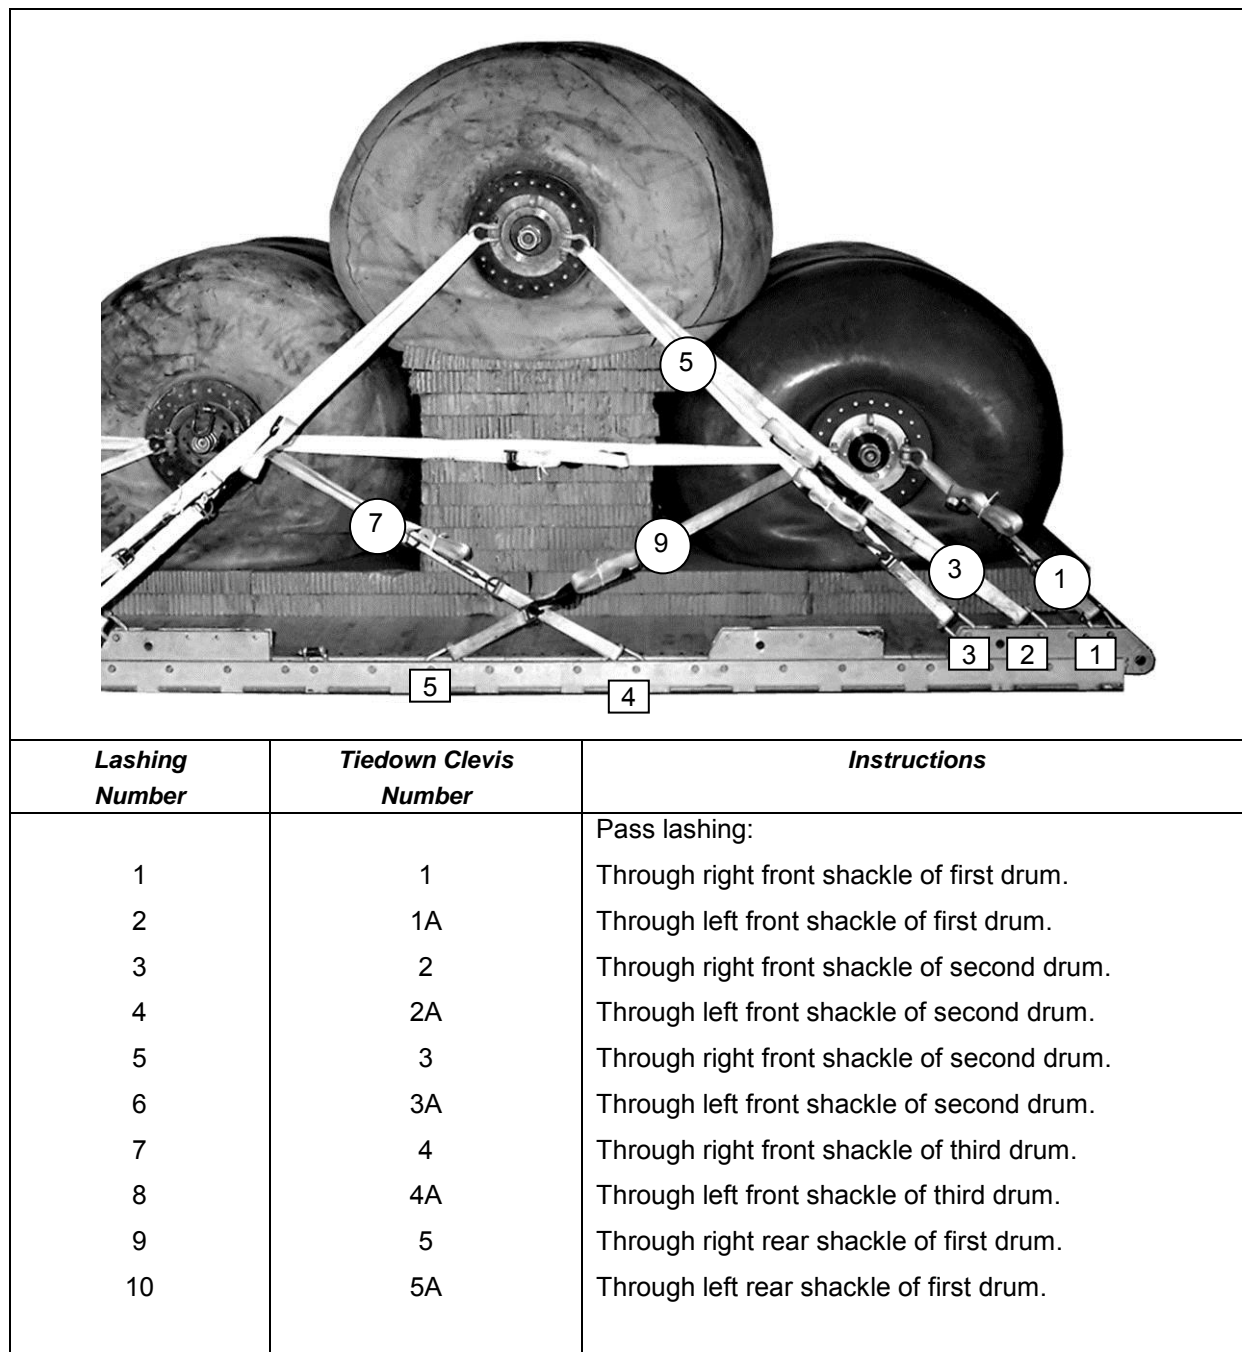 5
7
9
3
1
3 2 1
5 4
Lashing Number Tiedown Clevis Number Instructions
Pass lashing:
1 1 Through right front shackle of first drum.
2 1A Through left front shackle of first drum.
3 2 Through right front shackle of second drum.
4 2A Through left front shackle of second drum.
5 3 Through right front shackle of second drum.
6 3A Through left front shackle of second drum.
7 4 Through right front shackle of third drum.
8 4A Through left front shackle of third drum.
9 5 Through right rear shackle of first drum.
10 5A Through left rear shackle of first drum.